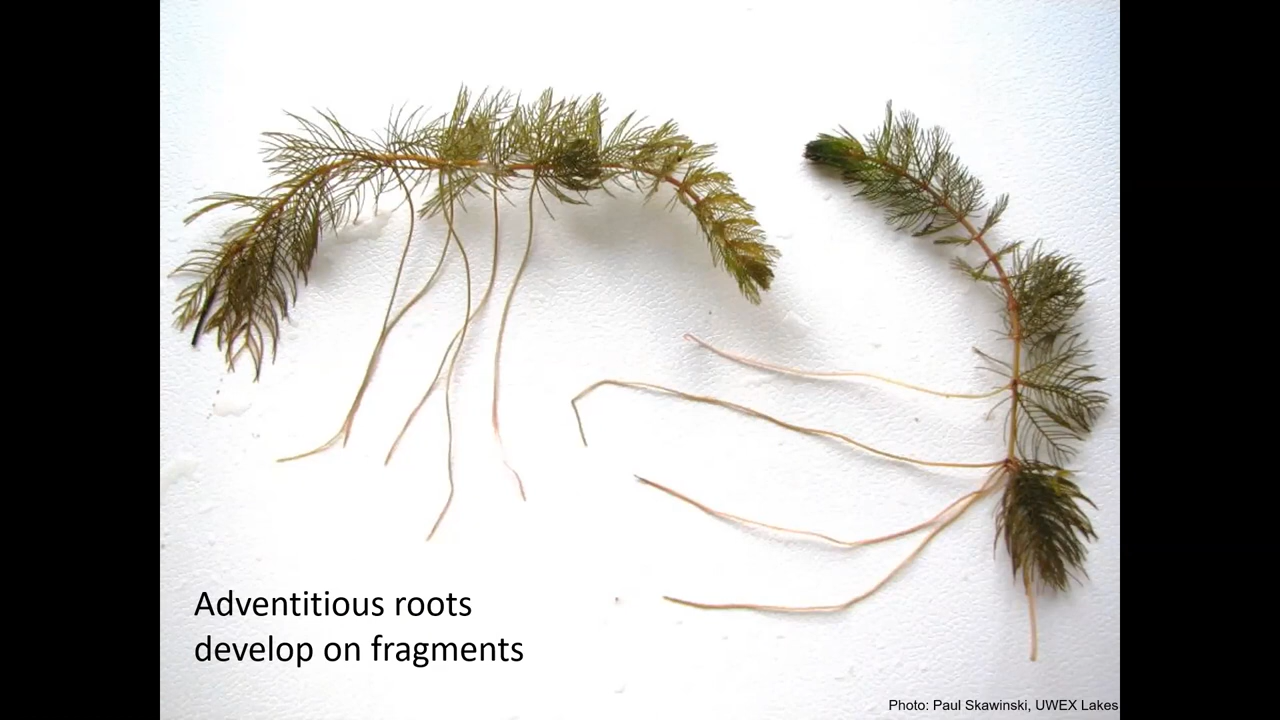 Adventitious roots
develop on fragments
Photo: Paul Skawinski, UWEX Lakes